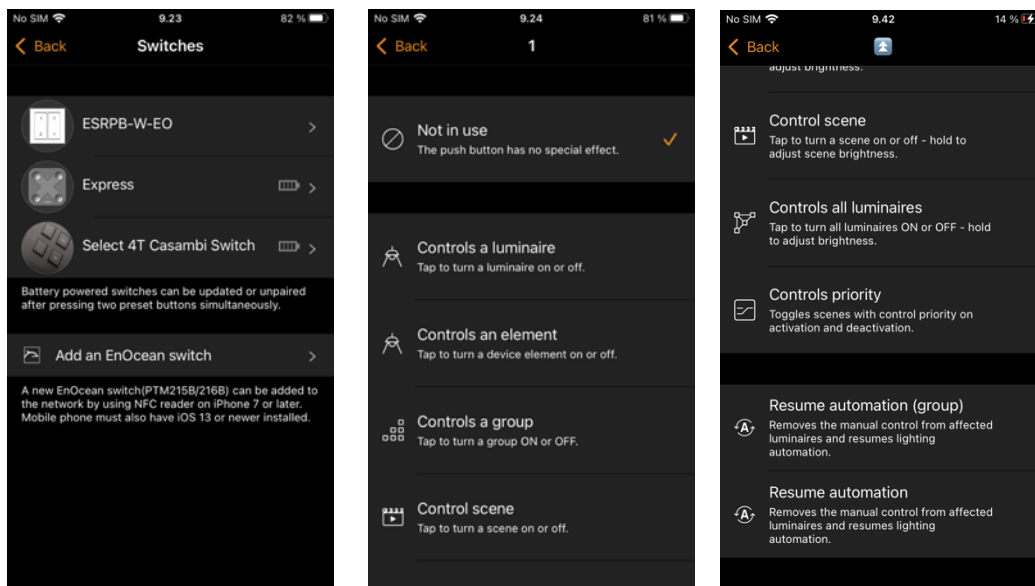 No SIM 9.23 82 %
Back Switches
ESRPB-W-EO
Express
Select 4T Casambi Switch
Battery powered switches can be updated or unpaired
after pressing two preset buttons simultaneously.
Add an EnOcean switch
A new EnOcean switch(PTM215B/216B) can be added to
the network by using NFC reader on iPhone 7 or later.
Mobile phone must also have iOS 13 or newer installed.
No SIM 9.24 81 %
Back 1
Not in use
The push button has no special effect.
Controls a luminaire
Tap to turn a luminaire on or off.
Controls an element
Tap to turn a device element on or off.
Controls a group
Tap to turn a group ON or OFF.
Control scene
Tap to turn a scene on or off.
No SIM 9.42 14 %
Back
adjust brightness.
Control scene
Tap to turn a scene on or off - hold to
adjust scene brightness.
Controls all luminaires
Tap to turn all luminaires ON or OFF - hold
to adjust brightness.
Controls priority
Toggles scenes with control priority on
activation and deactivation.
Resume automation (group)
Removes the manual control from affected
luminaires and resumes lighting
automation.
Resume automation
Removes the manual control from affected
luminaires and resumes lighting
automation.